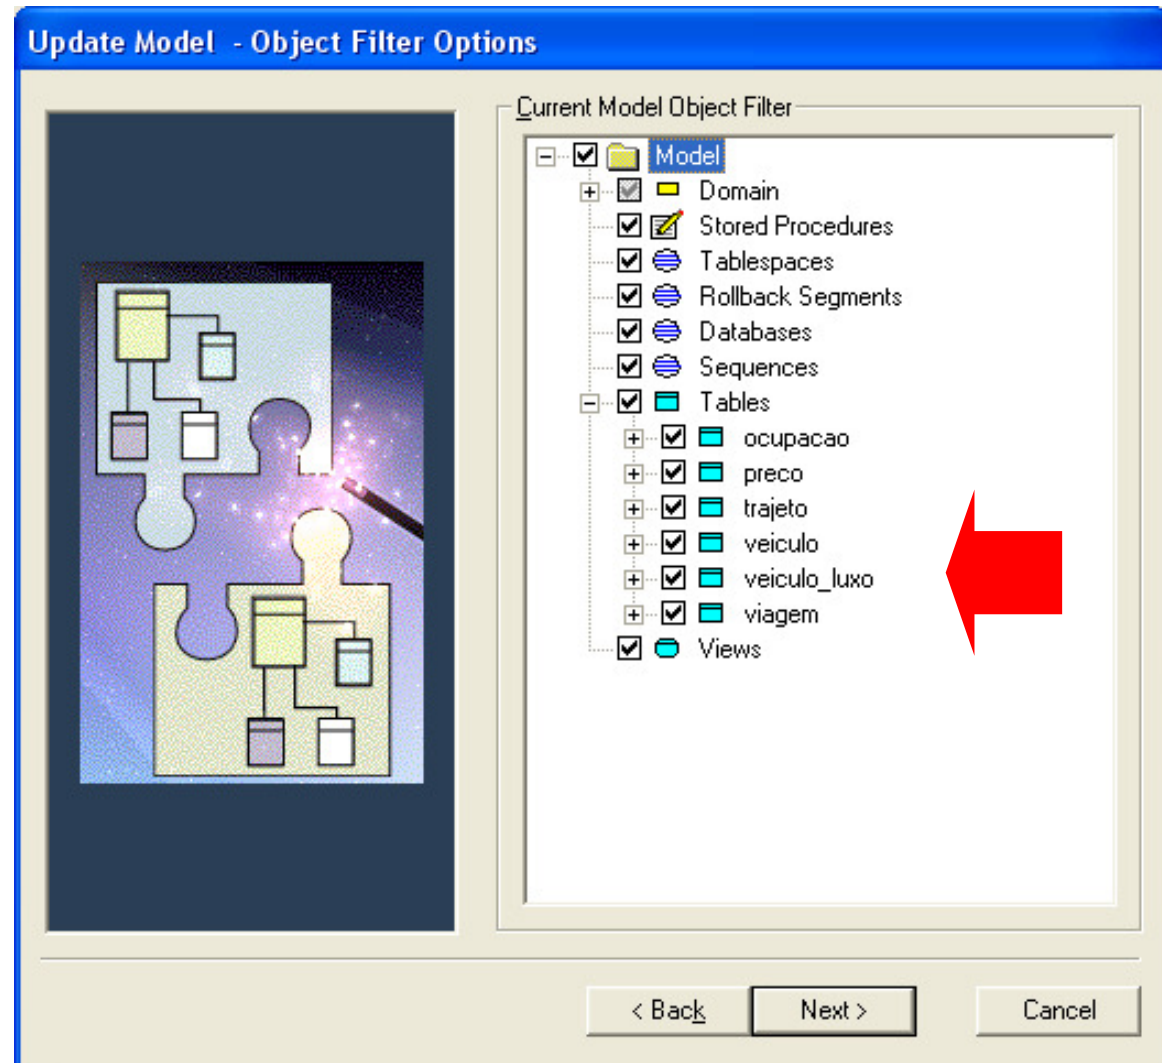 Update Model - Object Filter Options
Current Model Object Filter
Model
Domain
Stored Procedures
Tablespaces
Rollback Segments
Databases
Sequences
Tables
ocupacao
preco
trajeto
veiculo
veiculo_luxo
viagem
Views
< Back Next > Cancel